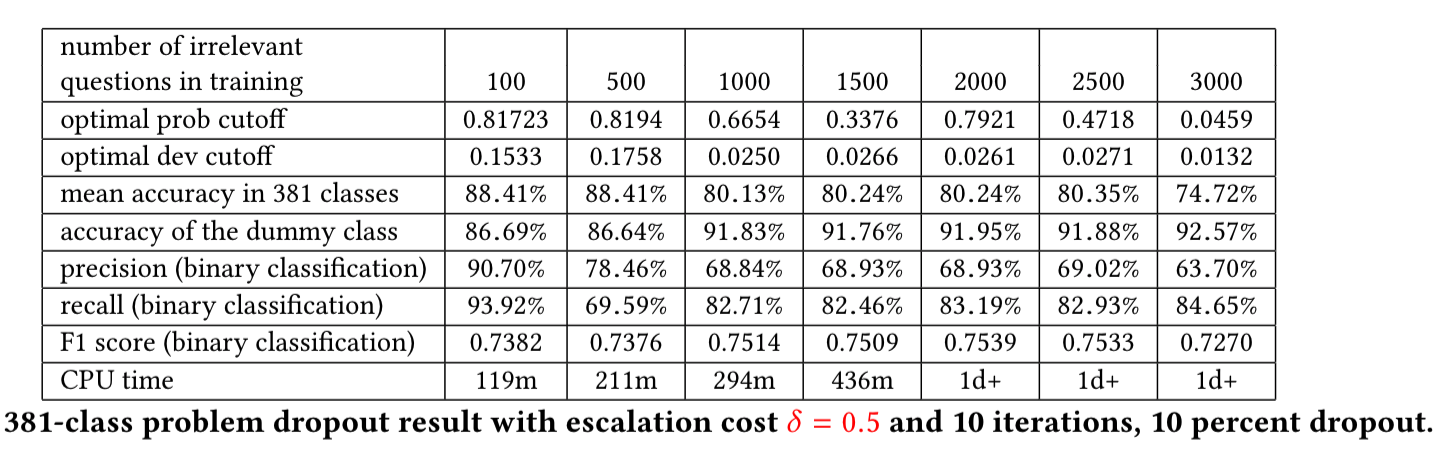 number of irrelevant
questions in training 100 500 1000 1500 2000 2500 3000
optimal prob cutoff 0.81723 0.8194 0.6654 0.3376 0.7921 0.4718 0.0459
optimal dev cutoff 0.1533 0.1758 0.0250 0.0266 0.0261 0.0271 0.0132
mean accuracy in 381 classes 88.41% 88.41% 80.13% 80.24% 80.24% 80.35% 74.72%
accuracy of the dummy class 86.69% 86.64% 91.83% 91.76% 91.95% 91.88% 92.57%
precision (binary classification) 90.70% 78.46% 68.84% 68.93% 68.93% 69.02% 63.70%
recall (binary classification) 93.92% 69.59% 82.71% 82.46% 83.19% 82.93% 84.65%
F1 score (binary classification) 0.7382 0.7376 0.7514 0.7509 0.7539 0.7533 0.7270
CPU time 119m 211m 294m 436m 1d+ 1d+ 1d+
381-class problem dropout result with escalation cost δ = 0.5 and 10 iterations, 10 percent dropout.